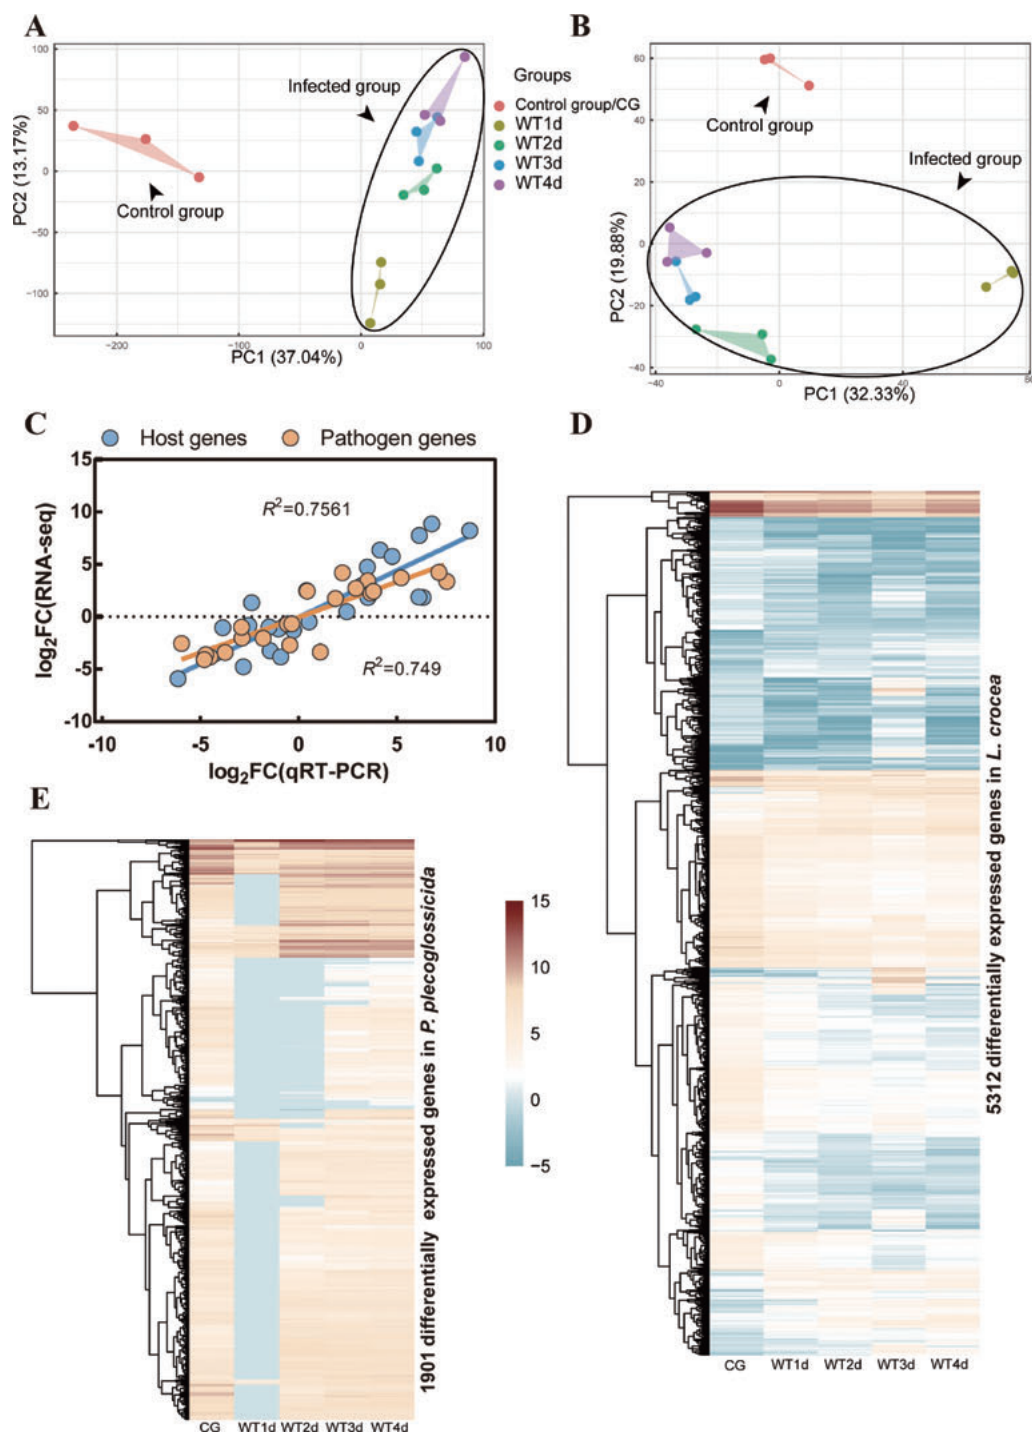 A
PC2 (13.17%)
100
50
0
−50
−100
−200
−100
0
100
PC1 (37.04%)
Infected group
Control group
Groups
Control group/CG
WT1d
WT2d
WT3d
WT4d
B
PC2 (19.88%)
60
40
20
0
−20
−40
−40
0
40
80
PC1 (32.33%)
Control group
Infected group
C
Host genes
Pathogen genes
log2FC(RNA-seq)
15
10
5
0
-5
-10
-10
-5
0
5
10
log2FC(qRT-PCR)
R2=0.7561
R2=0.749
D
5312 differentially expressed genes in L. crocea
CG
WT1d
WT2d
WT3d
WT4d
E
1901 differentially expressed genes in P. plecoglossicida
CG
WT1d
WT2d
WT3d
WT4d
15
10
5
0
−5